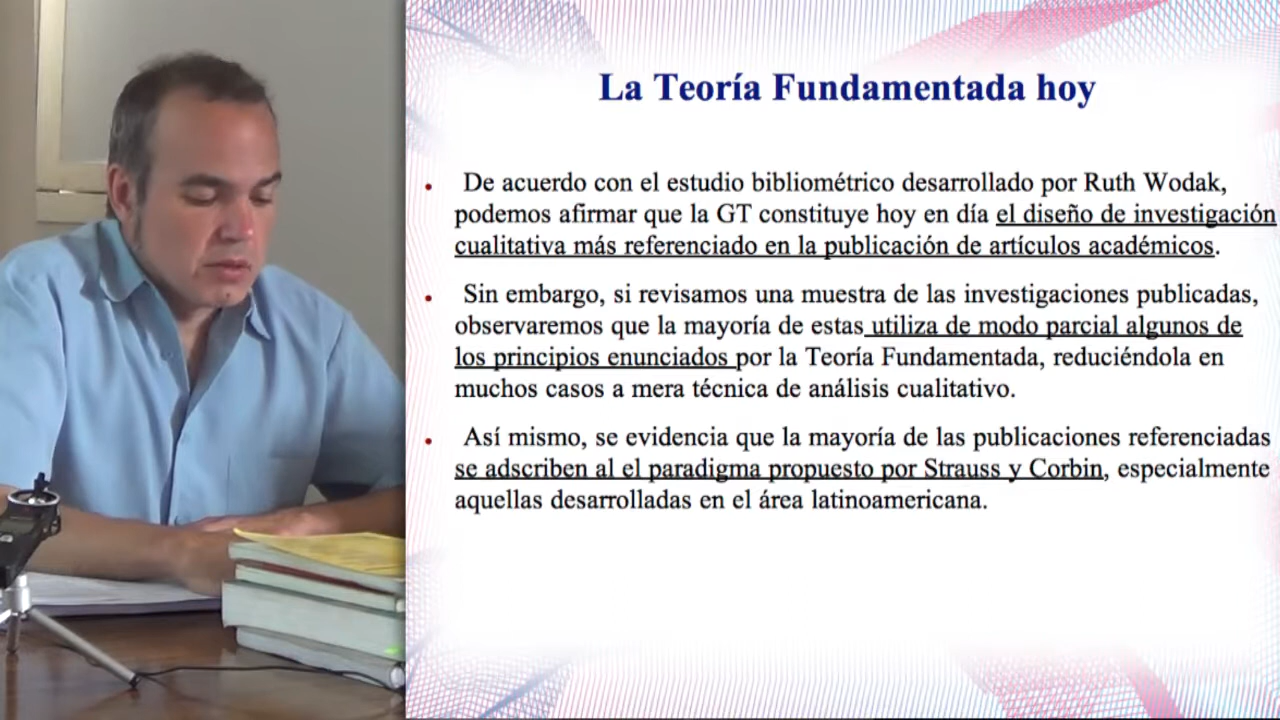 La Teoría Fundamentada hoy
De acuerdo con el estudio bibliométrico desarrollado por Ruth Wodak,
podemos afirmar que la GT constituye hoy en día el diseño de investigación
cualitativa más referenciado en la publicación de artículos académicos.
Sin embargo, si revisamos una muestra de las investigaciones publicadas,
observaremos que la mayoría de estas utiliza de modo parcial algunos de
los principios enunciados por la Teoría Fundamentada, reduciéndola en
muchos casos a mera técnica de análisis cualitativo.
Así mismo, se evidencia que la mayoría de las publicaciones referenciadas
se adscriben al el paradigma propuesto por Strauss y Corbin, especialmente
aquellas desarrolladas en el área latinoamericana.